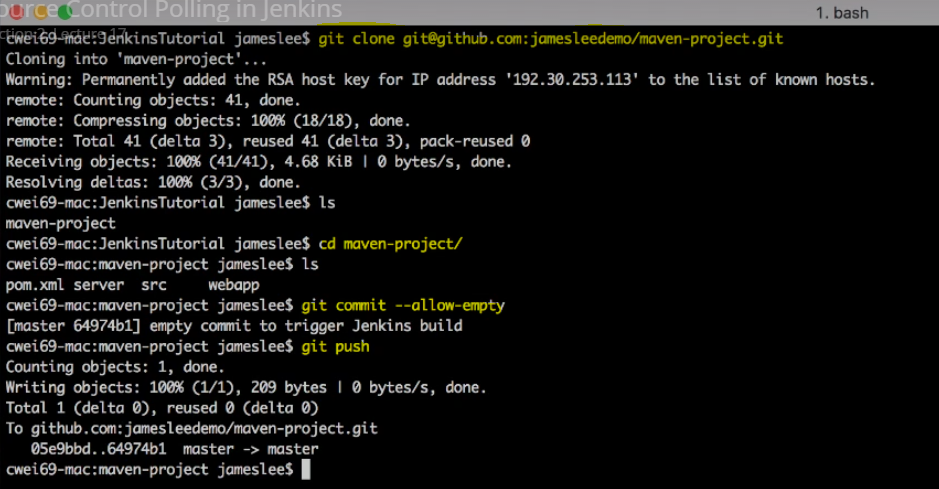 ource Control Polling in Jenkins
1. bash
ction 2, Lecture 17
cwei69-mac:JenkinsTutorial jameslee$ git clone git@github.com:jamesleedemo/maven-project.git
Cloning into 'maven-project'...
Warning: Permanently added the RSA host key for IP address '192.30.253.113' to the list of known hosts.
remote: Counting objects: 41, done.
remote: Compressing objects: 100% (18/18), done.
remote: Total 41 (delta 3), reused 41 (delta 3), pack-reused 0
Receiving objects: 100% (41/41), 4.68 KiB | 0 bytes/s, done.
Resolving deltas: 100% (3/3), done.
cwei69-mac:JenkinsTutorial jameslee$ ls
maven-project
cwei69-mac:JenkinsTutorial jameslee$ cd maven-project/
cwei69-mac:maven-project jameslee$ ls
pom.xml server src webapp
cwei69-mac:maven-project jameslee$ git commit --allow-empty
[master 64974b1] empty commit to trigger Jenkins build
cwei69-mac:maven-project jameslee$ git push
Counting objects: 1, done.
Writing objects: 100% (1/1), 209 bytes | 0 bytes/s, done.
Total 1 (delta 0), reused 0 (delta 0)
To github.com:jamesleedemo/maven-project.git
05e9bbd..64974b1 master -> master
cwei69-mac:maven-project jameslee$